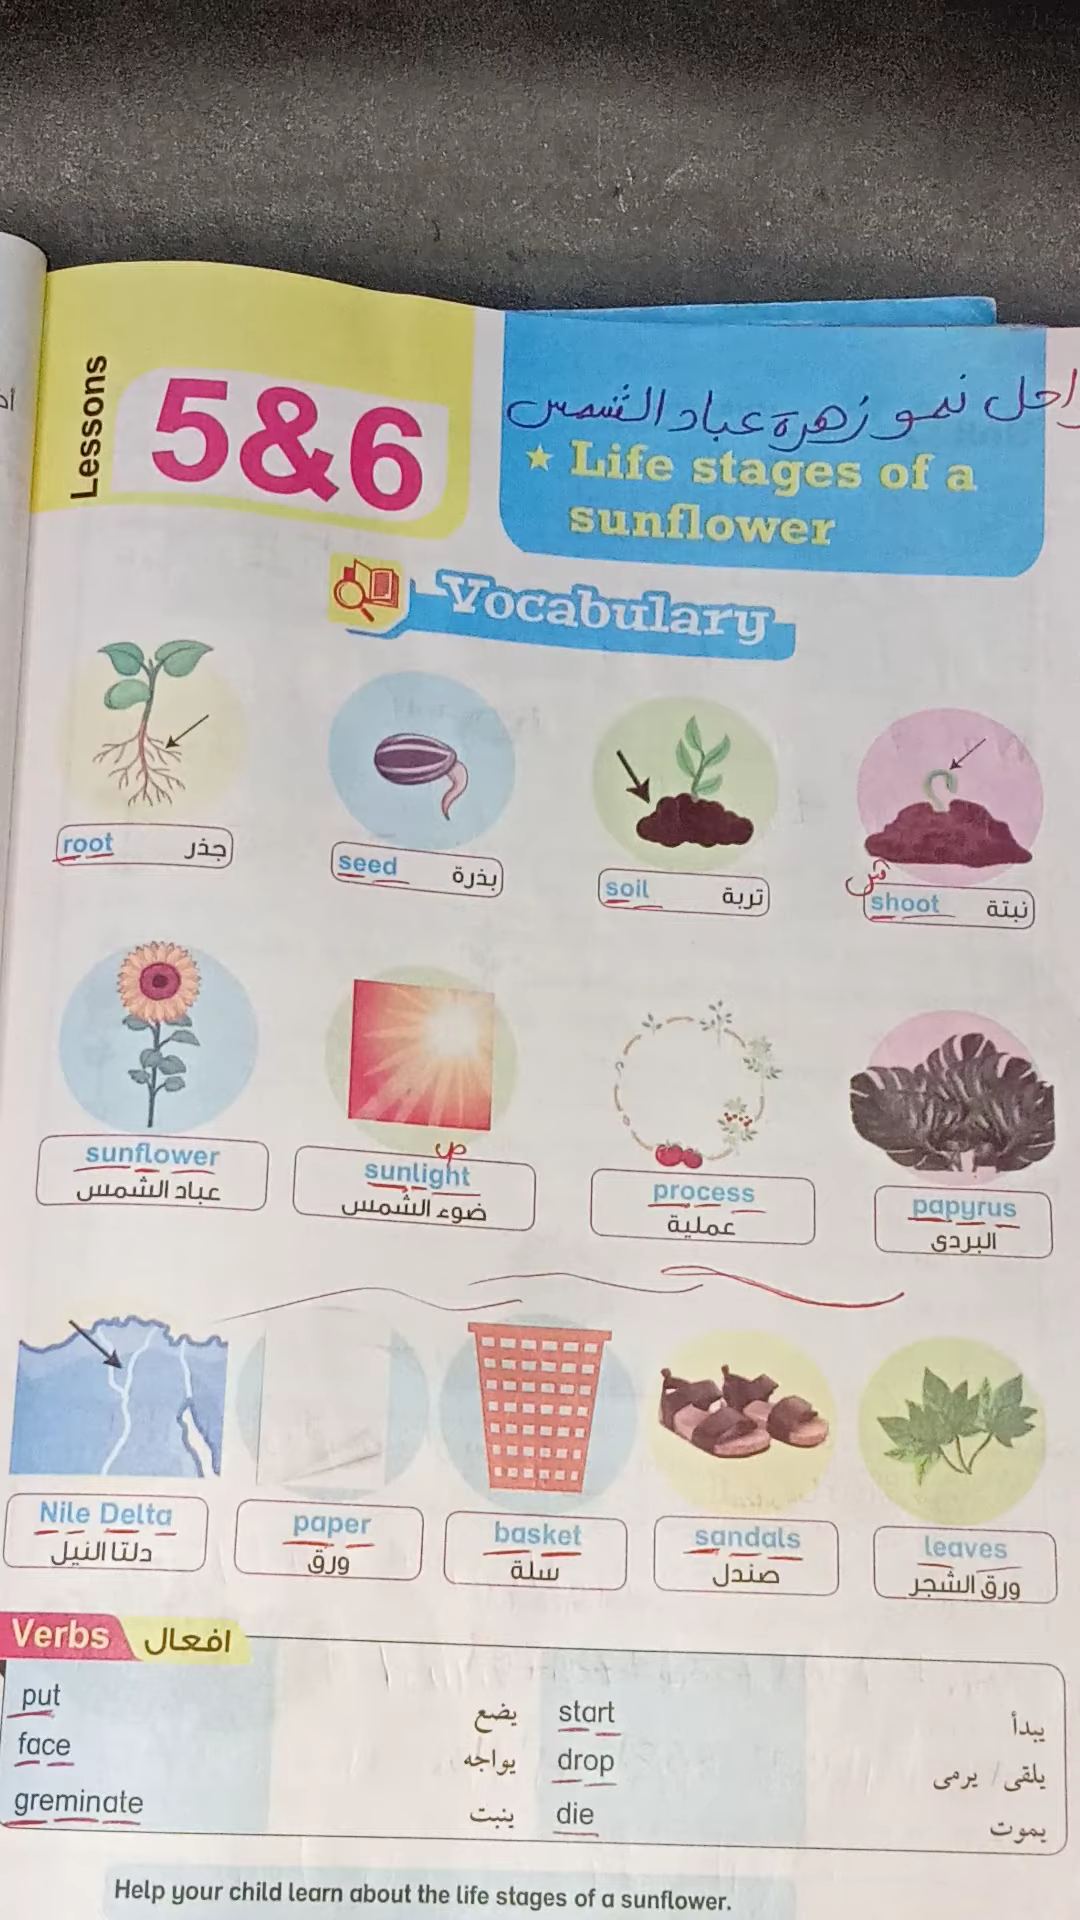 Lessons
5&6
احل نمو زهرة عباد الشمس
★ Life stages of a
sunflower
Vocabulary
root جذر
seed بذرة
soil تربة
ش
shoot نبتة
sunflower
عباد الشمس
ص
sunlight
ضوء الشمس
process
عملية
papyrus
البردى
Nile Delta
دلتا النيل
paper
ورق
basket
سلة
sandals
صندل
leaves
ورق الشجر
Verbs افعال
put يضع start يبدأ
face يواجه drop يلقى / يرمى
greminate ينبت die يموت
Help your child learn about the life stages of a sunflower.